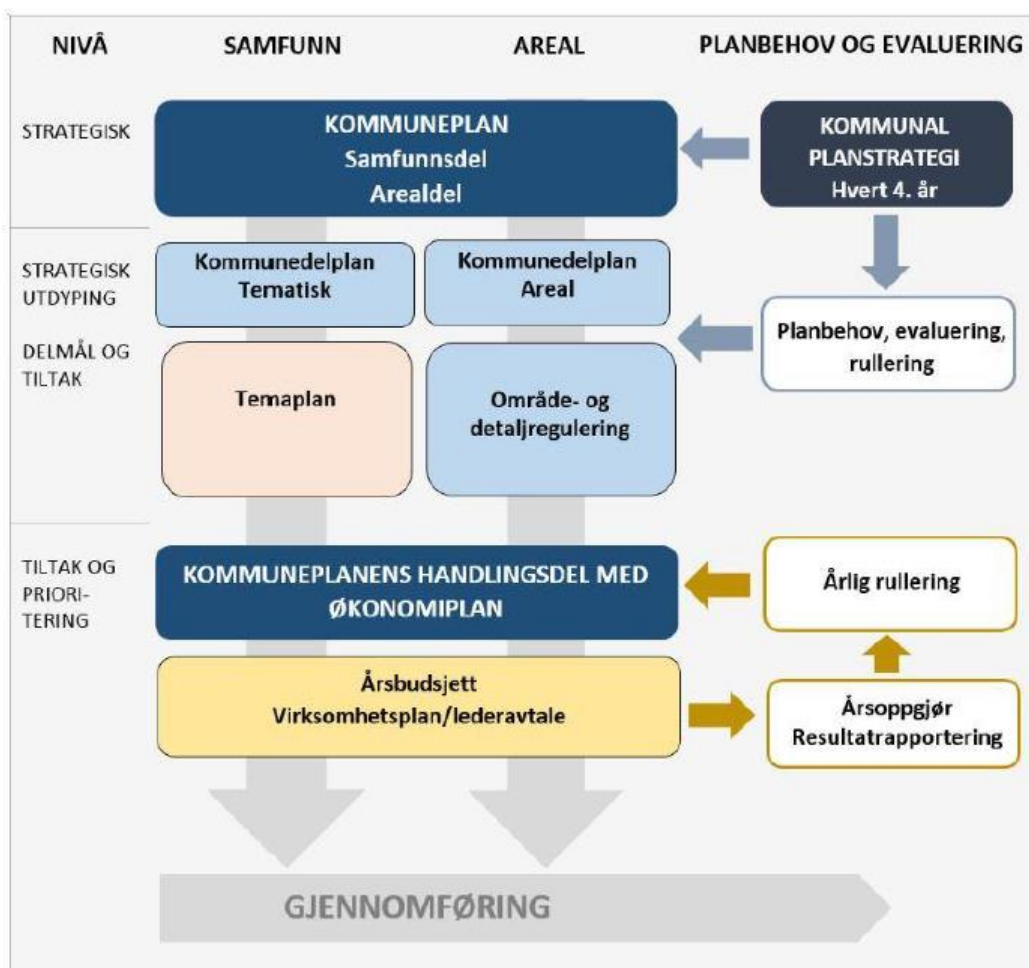 NIVÅ
SAMFUNN
AREAL
PLANBEHOV OG EVALUERING
STRATEGISK
KOMMUNEPLAN
Samfunnsdel
Arealdel
KOMMUNAL
PLANSTRATEGI
Hvert 4. år
STRATEGISK
UTDYPING
Kommunedelplan
Tematisk
Kommunedelplan
Areal
Planbehov, evaluering,
rullering
DELMÅL OG
TILTAK
Temaplan
Område- og
detaljregulering
TILTAK OG
PRIORI-
TERING
KOMMUNEPLANENS HANDLINGSDEL MED
ØKONOMIPLAN
Årlig rullering
Årsbudsjett
Virksomhetsplan/lederavtale
Årsoppgjør
Resultatrapportering
GJENNOMFØRING